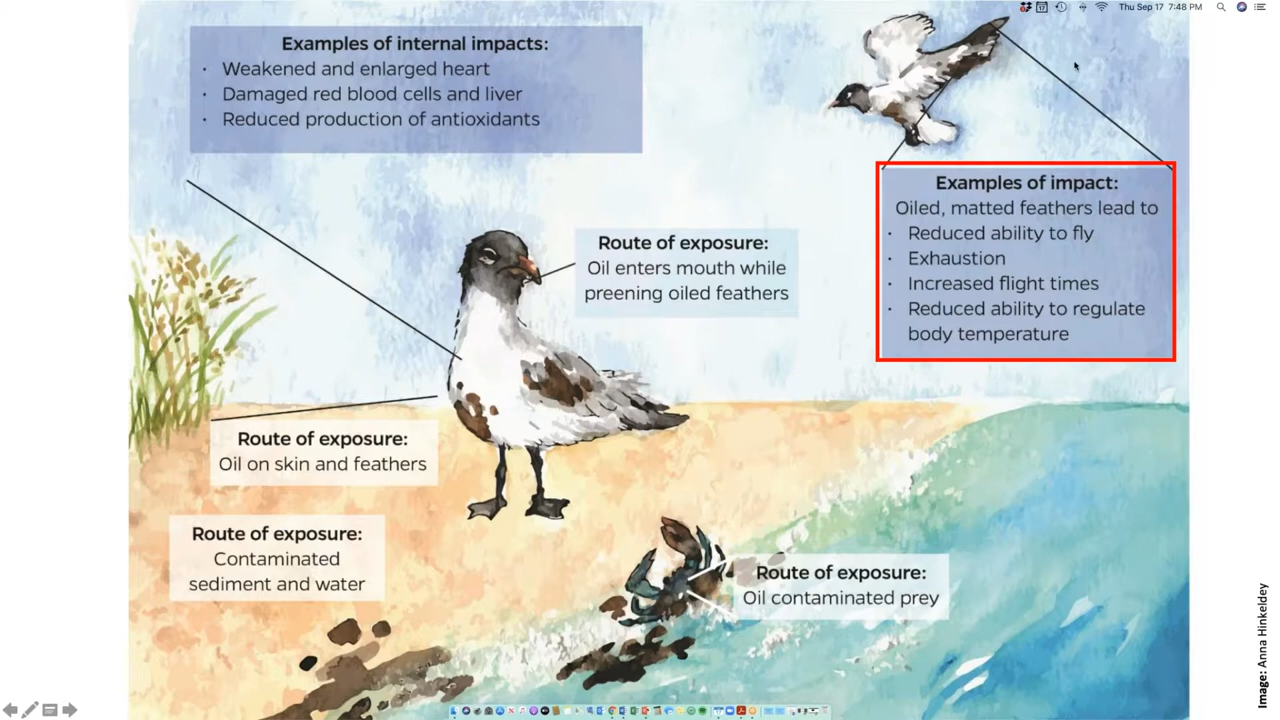 Thu Sep 17 7:48 PM
Examples of internal impacts:
· Weakened and enlarged heart
· Damaged red blood cells and liver
· Reduced production of antioxidants
Examples of impact:
Oiled, matted feathers lead to
· Reduced ability to fly
· Exhaustion
· Increased flight times
· Reduced ability to regulate
body temperature
Route of exposure:
Oil enters mouth while
preening oiled feathers
Route of exposure:
Oil on skin and feathers
Route of exposure:
Contaminated
sediment and water
Route of exposure:
Oil contaminated prey
Image: Anna Hinkeldey